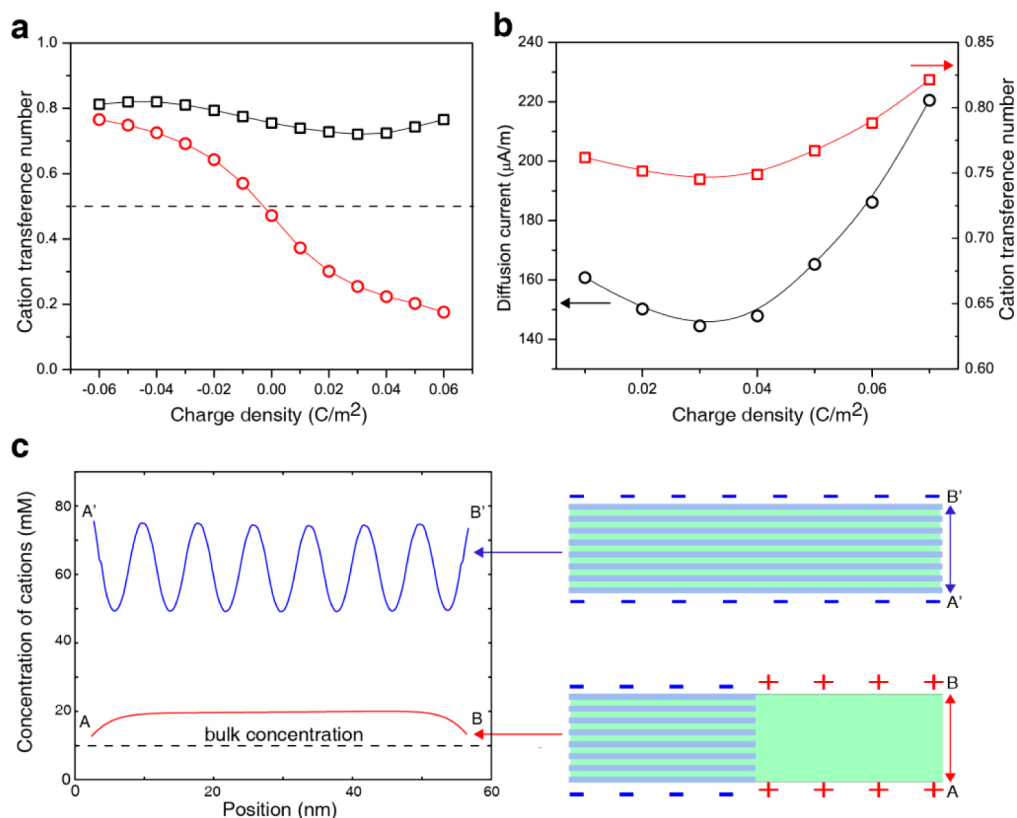 a
Cation transference number
1.0
0.8
0.6
0.4
0.2
0.0
-0.06
-0.04
-0.02
0.00
0.02
0.04
0.06
Charge density (C/m2)
b
Diffusion current (μA/m)
240
220
200
180
160
140
0.02
0.04
0.06
Charge density (C/m2)
0.85
0.80
0.75
0.70
0.65
0.60
Cation transference number
c
Concentration of cations (mM)
80
60
40
20
0
A'
B'
A
B
bulk concentration
0
20
40
60
Position (nm)
- - - - - - - -
B'
A'
- - - - - - - -
- - - - + + + +
B
A
- - - - + + + +